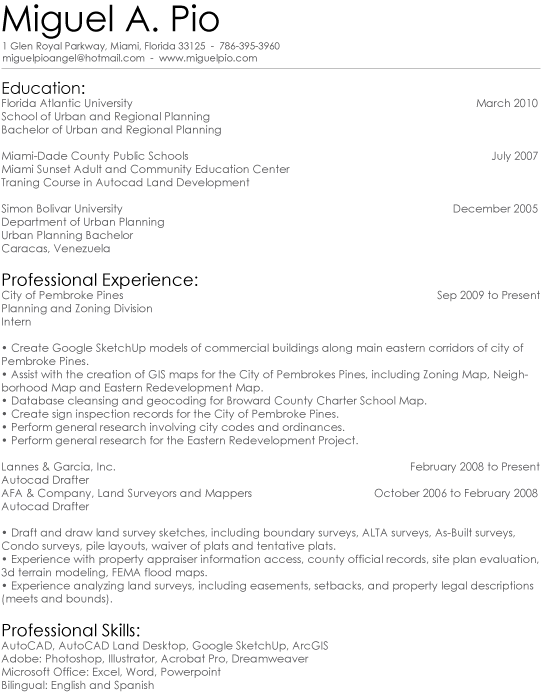 Miguel A. Pio
1 Glen Royal Parkway, Miami, Florida 33125 - 786-395-3960
miguelpioangel@hotmail.com - www.miguelpio.com
Education:
Florida Atlantic University March 2010
School of Urban and Regional Planning
Bachelor of Urban and Regional Planning
Miami-Dade County Public Schools July 2007
Miami Sunset Adult and Community Education Center
Traning Course in Autocad Land Development
Simon Bolivar University December 2005
Department of Urban Planning
Urban Planning Bachelor
Caracas, Venezuela
Professional Experience:
City of Pembroke Pines Sep 2009 to Present
Planning and Zoning Division
Intern
• Create Google SketchUp models of commercial buildings along main eastern corridors of city of
Pembroke Pines.
• Assist with the creation of GIS maps for the City of Pembrokes Pines, including Zoning Map, Neigh-
borhood Map and Eastern Redevelopment Map.
• Database cleansing and geocoding for Broward County Charter School Map.
• Create sign inspection records for the City of Pembroke Pines.
• Perform general research involving city codes and ordinances.
• Perform general research for the Eastern Redevelopment Project.
Lannes & Garcia, Inc. February 2008 to Present
Autocad Drafter
AFA & Company, Land Surveyors and Mappers October 2006 to February 2008
Autocad Drafter
• Draft and draw land survey sketches, including boundary surveys, ALTA surveys, As-Built surveys,
Condo surveys, pile layouts, waiver of plats and tentative plats.
• Experience with property appraiser information access, county official records, site plan evaluation,
3d terrain modeling, FEMA flood maps.
• Experience analyzing land surveys, including easements, setbacks, and property legal descriptions
(meets and bounds).
Professional Skills:
AutoCAD, AutoCAD Land Desktop, Google SketchUp, ArcGIS
Adobe: Photoshop, Illustrator, Acrobat Pro, Dreamweaver
Microsoft Office: Excel, Word, Powerpoint
Bilingual: English and Spanish